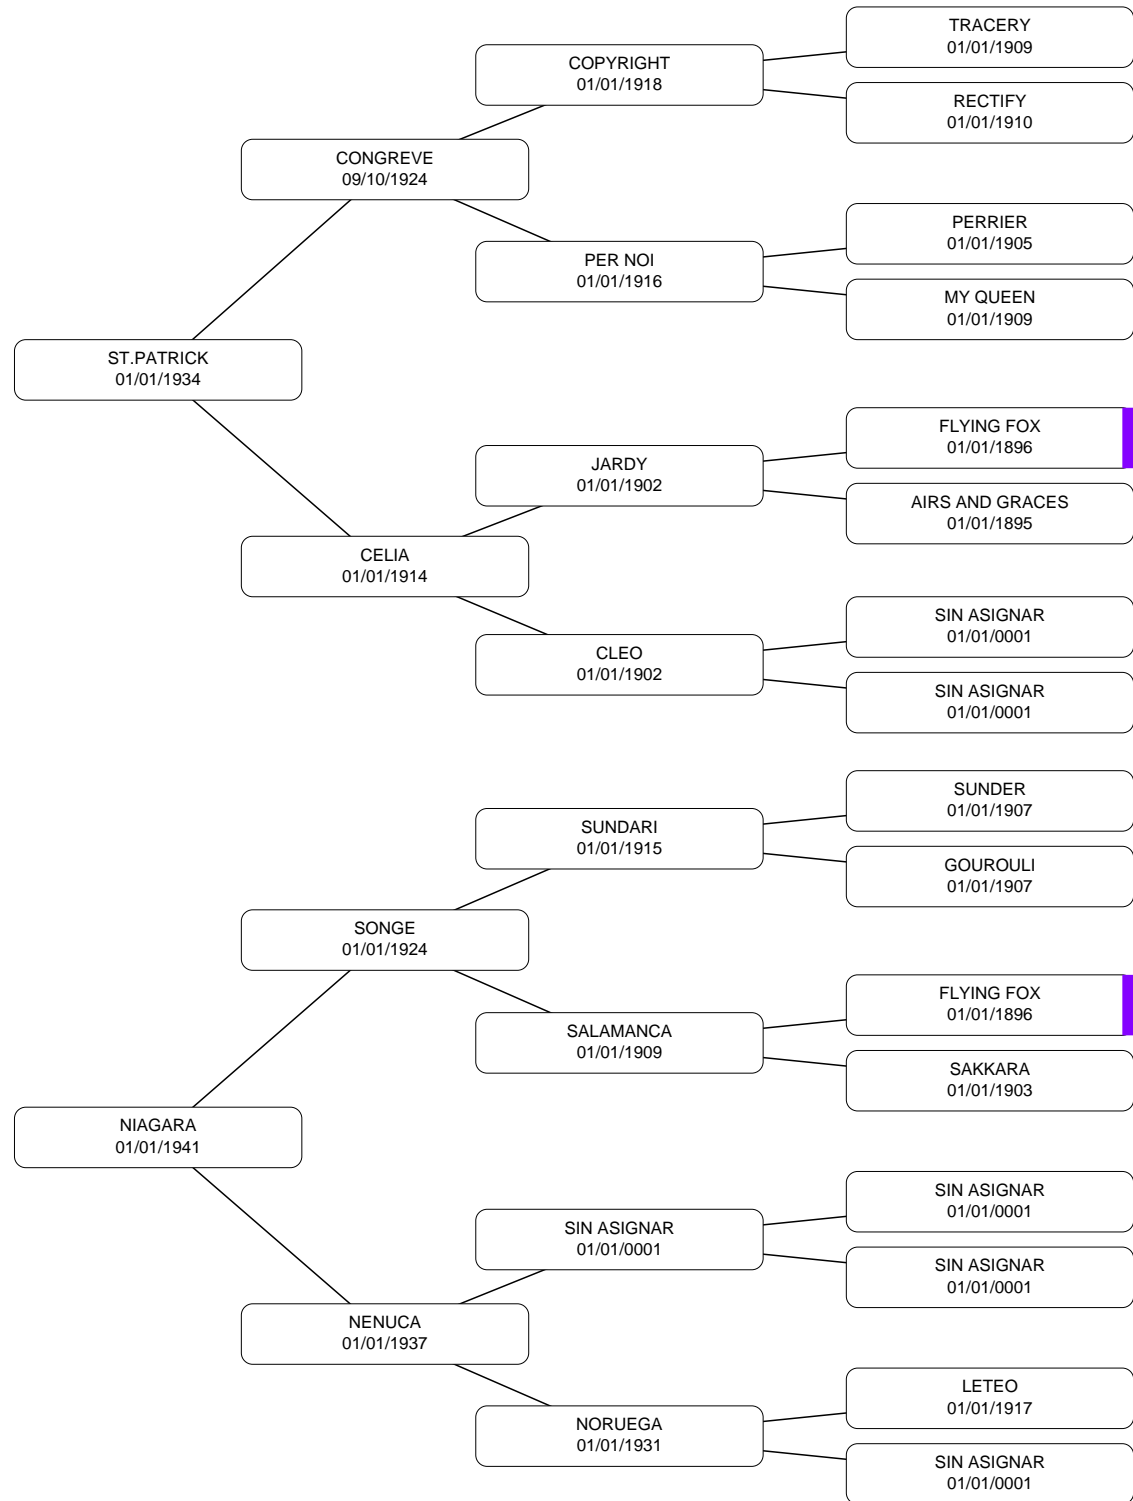 TRACERY
01/01/1909
COPYRIGHT
01/01/1918
RECTIFY
01/01/1910
CONGREVE
09/10/1924
PERRIER
01/01/1905
PER NOI
01/01/1916
MY QUEEN
01/01/1909
ST.PATRICK
01/01/1934
FLYING FOX
01/01/1896
JARDY
01/01/1902
AIRS AND GRACES
01/01/1895
CELIA
01/01/1914
SIN ASIGNAR
01/01/0001
CLEO
01/01/1902
SIN ASIGNAR
01/01/0001
SUNDER
01/01/1907
SUNDARI
01/01/1915
GOUROULI
01/01/1907
SONGE
01/01/1924
FLYING FOX
01/01/1896
SALAMANCA
01/01/1909
SAKKARA
01/01/1903
NIAGARA
01/01/1941
SIN ASIGNAR
01/01/0001
SIN ASIGNAR
01/01/0001
SIN ASIGNAR
01/01/0001
NENUCA
01/01/1937
LETEO
01/01/1917
NORUEGA
01/01/1931
SIN ASIGNAR
01/01/0001